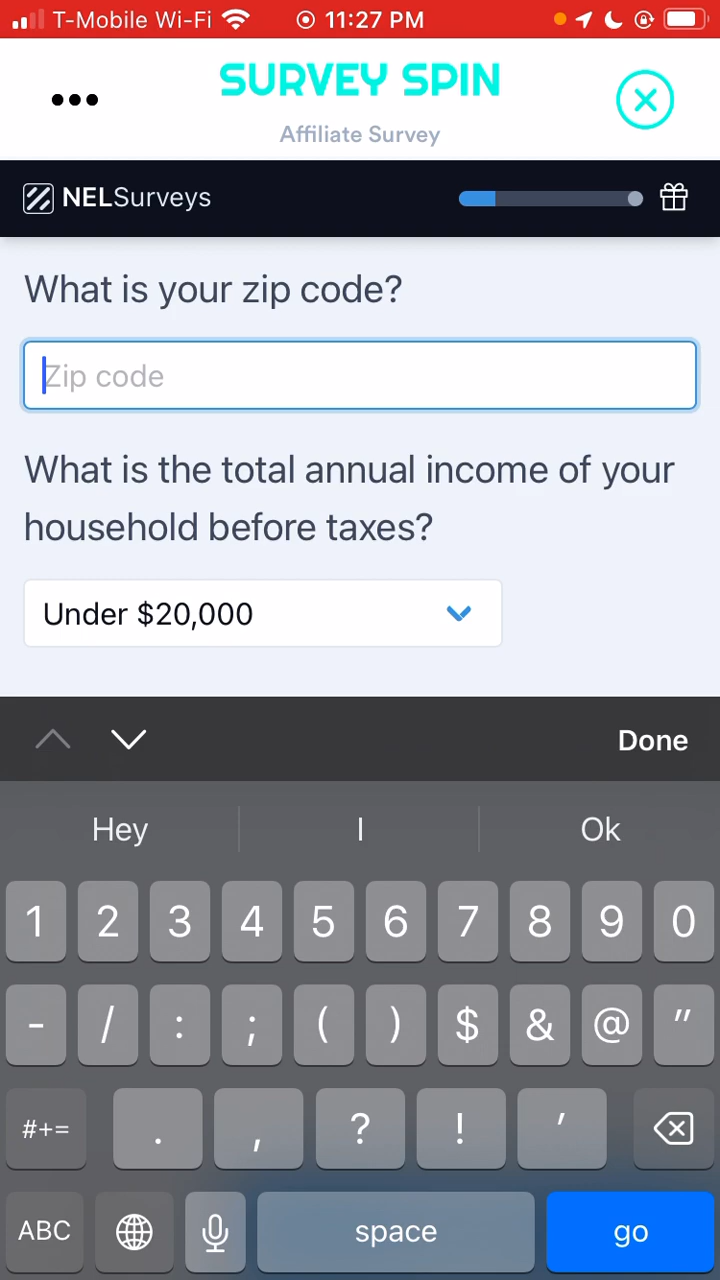 T-Mobile Wi-Fi 11:27 PM
SURVEY SPIN
Affiliate Survey
NELSurveys
What is your zip code?
Zip code
What is the total annual income of your
household before taxes?
Under $20,000
Done
Hey I Ok
1 2 3 4 5 6 7 8 9 0
- / : ; ( ) $ & @ "
#+= . , ? ! '
ABC space go